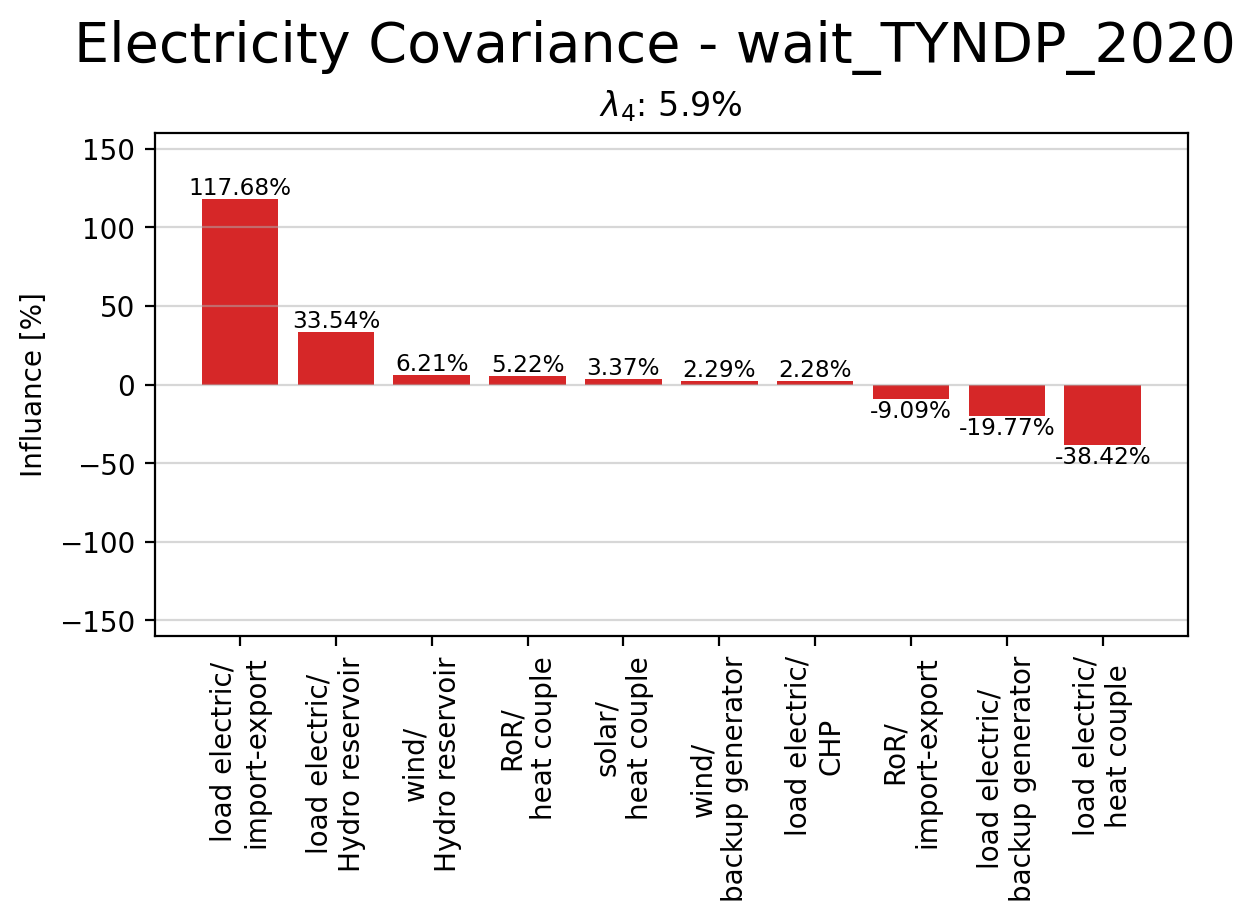 Electricity Covariance - wait_TYNDP_2020
λ4: 5.9%
Influance [%]
150
100
50
0
−50
−100
−150
117.68%
33.54%
6.21%
5.22%
3.37%
2.29%
2.28%
-9.09%
-19.77%
-38.42%
load electric/
import-export
load electric/
Hydro reservoir
wind/
Hydro reservoir
RoR/
heat couple
solar/
heat couple
wind/
backup generator
load electric/
CHP
RoR/
import-export
load electric/
backup generator
load electric/
heat couple